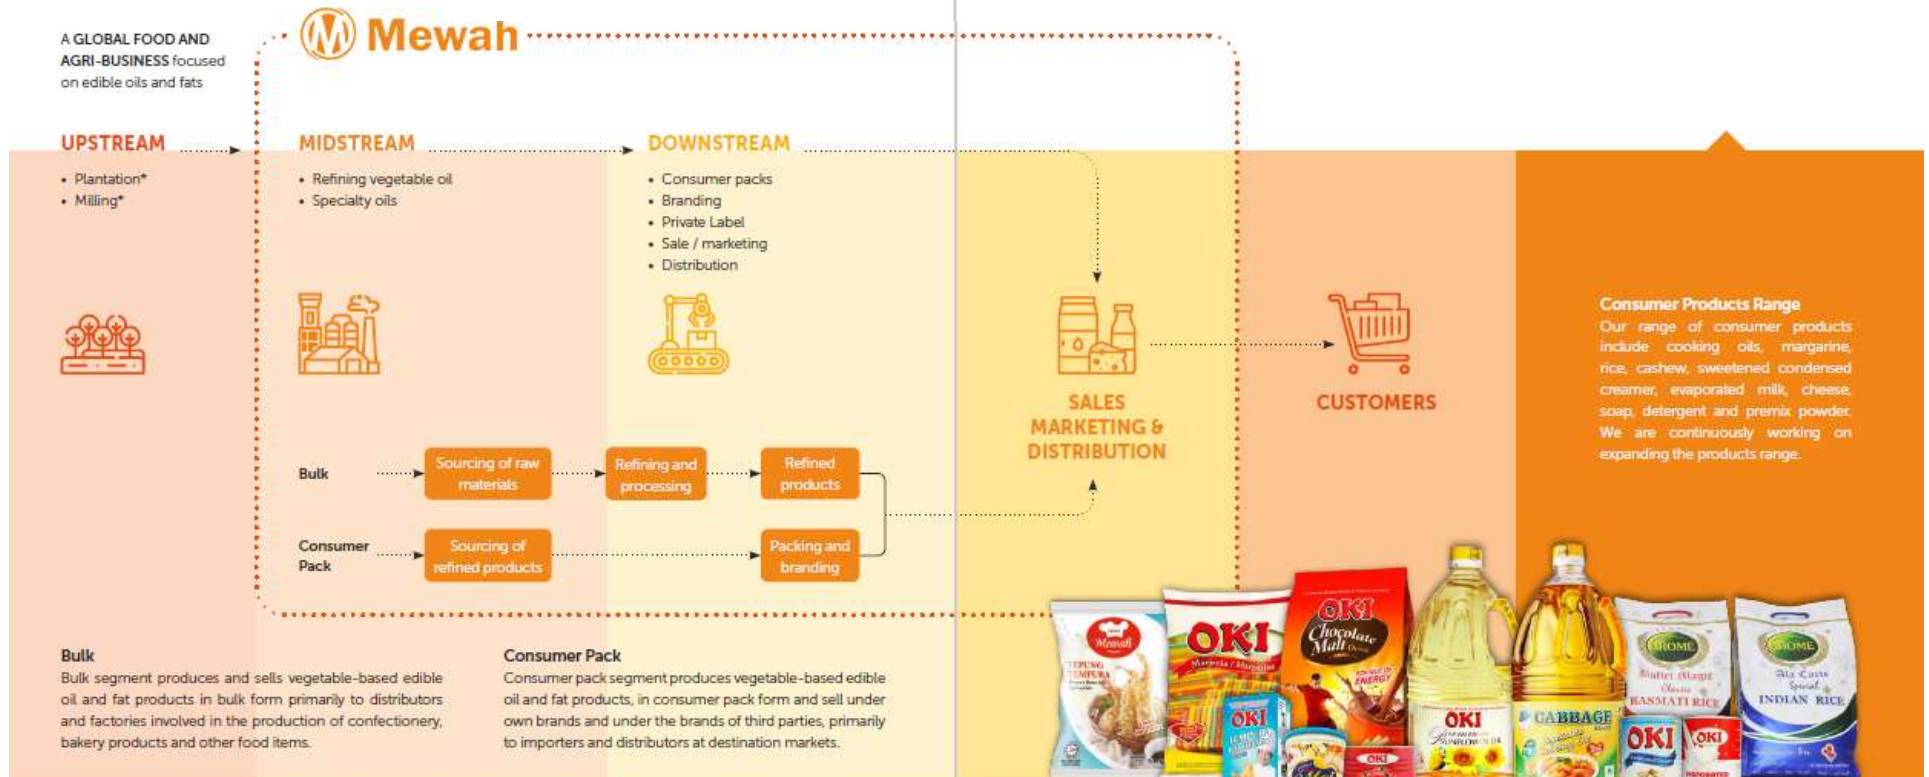 A GLOBAL FOOD AND
AGRI-BUSINESS focused
on edible oils and fats
Mewah
UPSTREAM
• Plantation*
• Milling*
MIDSTREAM
• Refining vegetable oil
• Specialty oils
DOWNSTREAM
• Consumer packs
• Branding
• Private Label
• Sale / marketing
• Distribution
SALES
MARKETING &
DISTRIBUTION
CUSTOMERS
Consumer Products Range
Our range of consumer products
include cooking oils, margarine,
rice, cashew, sweetened condensed
creamer, evaporated milk, cheese,
soap, detergent and premix powder.
We are continuously working on
expanding the products range.
Bulk
Sourcing of raw
materials
Refining and
processing
Refined
products
Consumer
Pack
Sourcing of
refined products
Packing and
branding
Bulk
Bulk segment produces and sells vegetable-based edible
oil and fat products in bulk form primarily to distributors
and factories involved in the production of confectionery,
bakery products and other food items.
Consumer Pack
Consumer pack segment produces vegetable-based edible
oil and fat products, in consumer pack form and sell under
own brands and under the brands of third parties, primarily
to importers and distributors at destination markets.
Mewah
TEPUNG
TEMPURA
OKI
OKI
OKI
Chocolate
Malt
ENERGY
OKI
OKI
CABBAGE
BASMATI RICE
OKI
OKI
Special
INDIAN RICE